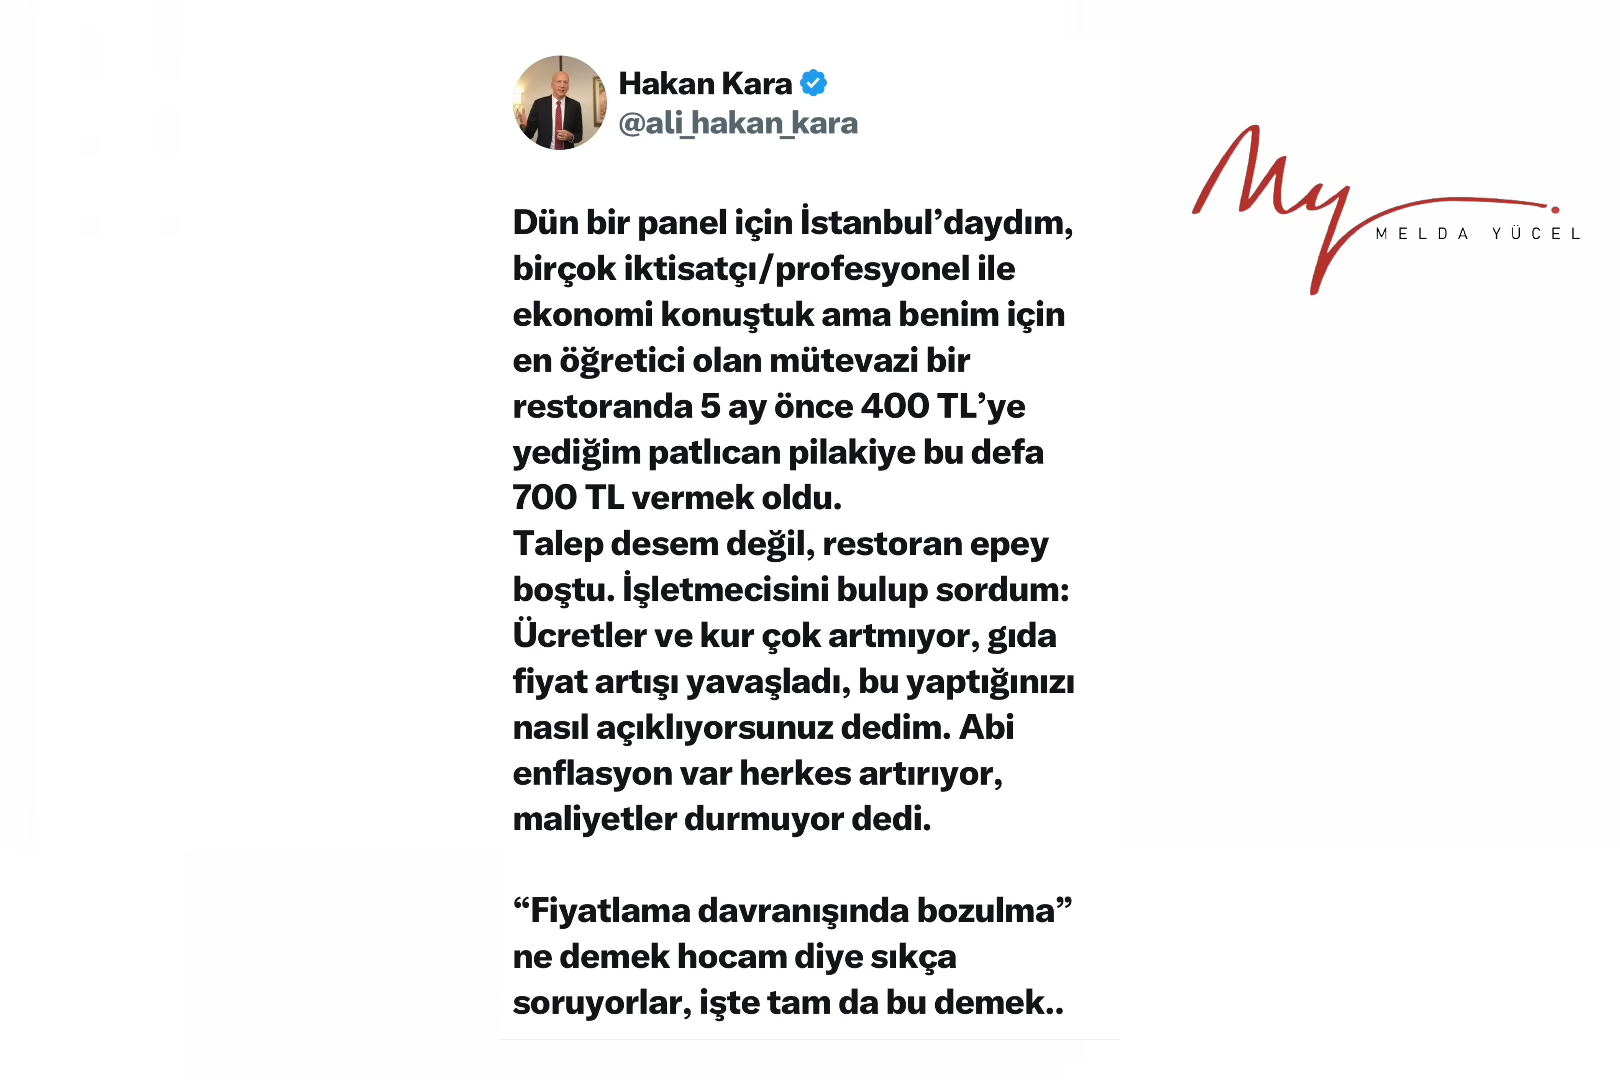 Hakan Kara
@ali_hakan_kara
My.
MELDA YÜCEL
Dün bir panel için İstanbul’daydım,
birçok iktisatçı/profesyonel ile
ekonomi konuştuk ama benim için
en öğretici olan mütevazi bir
restoranda 5 ay önce 400 TL’ye
yediğim patlıcan pilakiye bu defa
700 TL vermek oldu.
Talep desem değil, restoran epey
boştu. İşletmecisini bulup sordum:
Ücretler ve kur çok artmıyor, gıda
fiyat artışı yavaşladı, bu yaptığınızı
nasıl açıklıyorsunuz dedim. Abi
enflasyon var herkes artırıyor,
maliyetler durmuyor dedi.
“Fiyatlama davranışında bozulma”
ne demek hocam diye sıkça
soruyorlar, işte tam da bu demek..